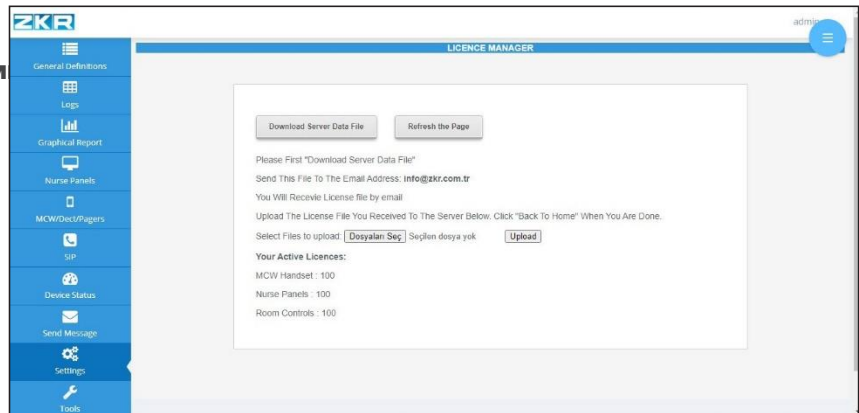 ZKR
admin
General Definitions
Logs
Graphical Report
Nurse Panels
MCW/Dect/Pagers
SIP
Device Status
Send Message
Settings
Tools
LICENCE MANAGER
Download Server Data File Refresh the Page
Please First "Download Server Data File"
Send This File To The Email Address: info@zkr.com.tr
You Will Recevie License file by email
Upload The License File You Received To The Server Below. Click "Back To Home" When You Are Done.
Select Files to upload: Dosyaları Seç Seçilen dosya yok Upload
Your Active Licences:
MCW Handset : 100
Nurse Panels : 100
Room Controls : 100